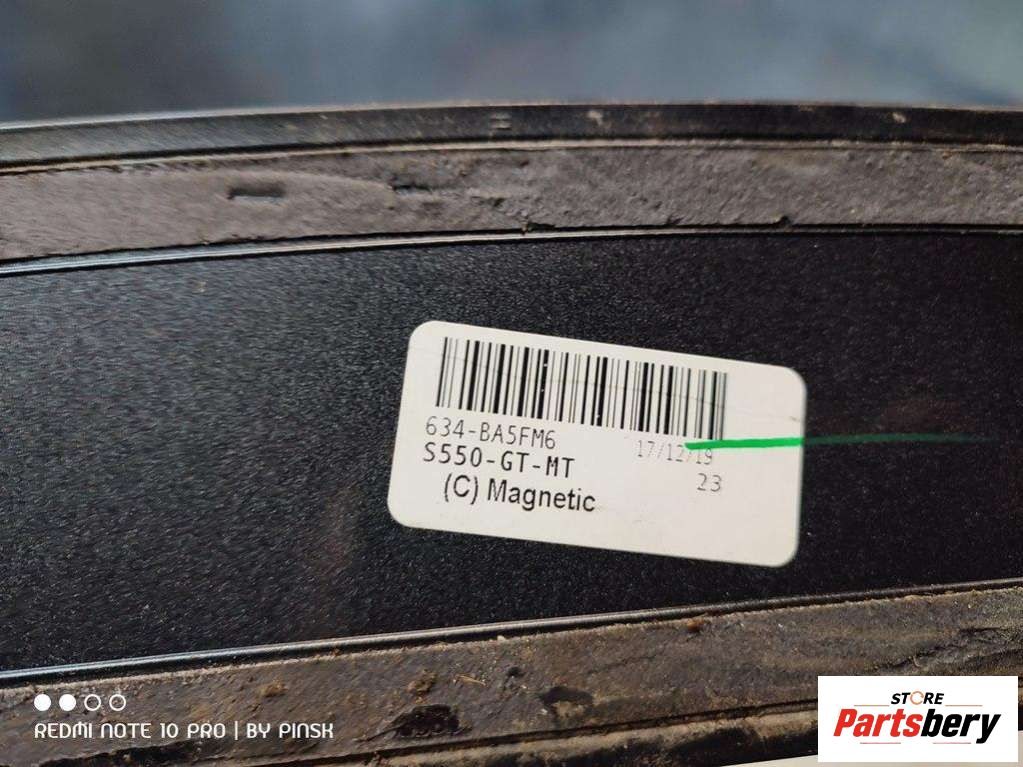 634-BA5FM6
17/12/19
S550-GT-MT
23
(C) Magnetic
REDMI NOTE 10 PRO | BY PINSK
STORE
Partsbery